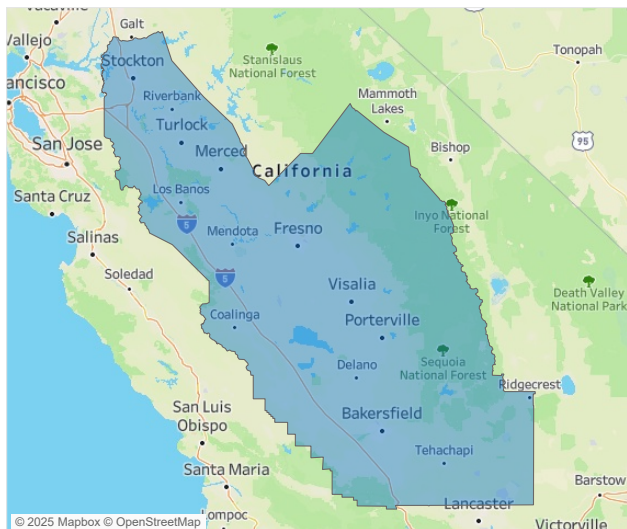 Vacaville
Galt
Vallejo
Stockton
Stanislaus
National Forest
Tonopah
ancisco
Riverbank
Mammoth
Lakes
95
Turlock
San Jose
Merced
California
Bishop
Santa Cruz
Los Banos
5
Inyo National
Forest
Salinas
Mendota
Fresno
Soledad
5
Visalia
Death Valley
National Park
Coalinga
Porterville
Delano
Sequoia
National Forest
Ridgecrest
San Luis
Obispo
Bakersfield
Tehachapi
Santa Maria
Barstow
Lompoc
Lancaster
Victorville
© 2025 Mapbox © OpenStreetMap